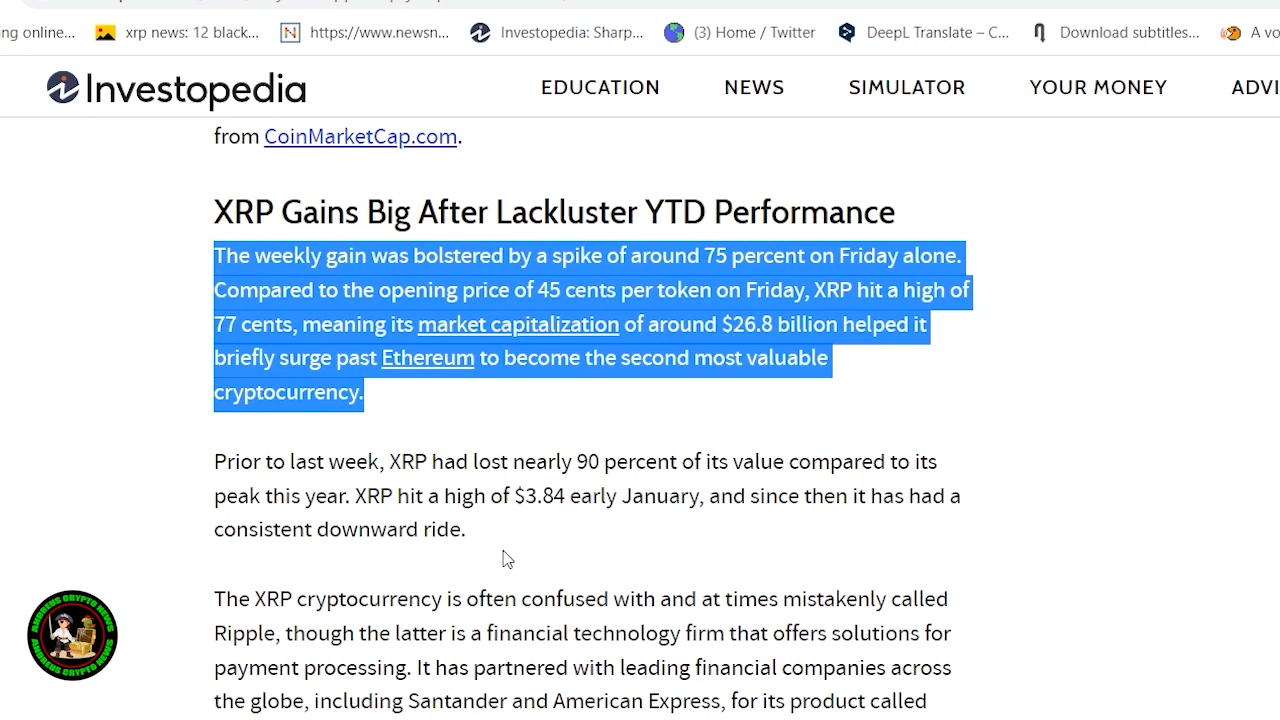 ng online...
xrp news: 12 black...
https://www.newsn...
Investopedia: Sharp...
(3) Home / Twitter
DeepL Translate – C...
Download subtitles...
A vo
Investopedia
EDUCATION
NEWS
SIMULATOR
YOUR MONEY
ADVI
from CoinMarketCap.com.
XRP Gains Big After Lackluster YTD Performance
The weekly gain was bolstered by a spike of around 75 percent on Friday alone.
Compared to the opening price of 45 cents per token on Friday, XRP hit a high of
77 cents, meaning its market capitalization of around $26.8 billion helped it
briefly surge past Ethereum to become the second most valuable
cryptocurrency.
Prior to last week, XRP had lost nearly 90 percent of its value compared to its
peak this year. XRP hit a high of $3.84 early January, and since then it has had a
consistent downward ride.
The XRP cryptocurrency is often confused with and at times mistakenly called
Ripple, though the latter is a financial technology firm that offers solutions for
payment processing. It has partnered with leading financial companies across
the globe, including Santander and American Express, for its product called
ANDREUS CRYPTO NEWS
ANDREUS CRYPTO NEWS